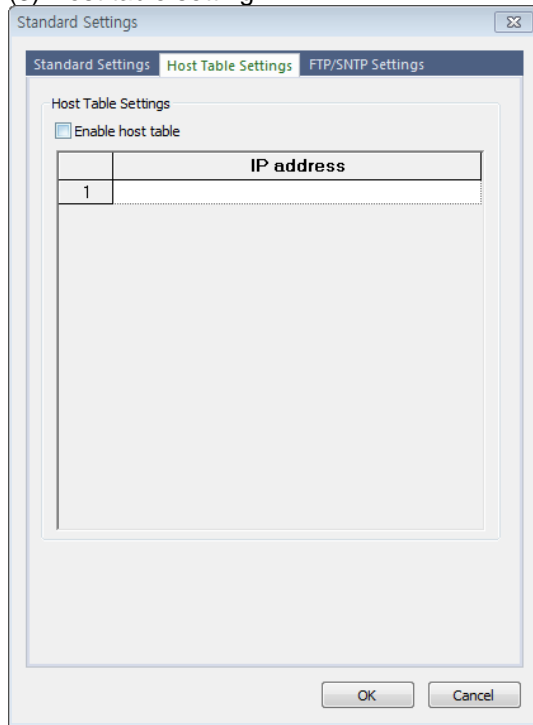 Standard Settings
Standard Settings Host Table Settings FTP/SNTP Settings
Host Table Settings
Enable host table
IP address
1
OK Cancel